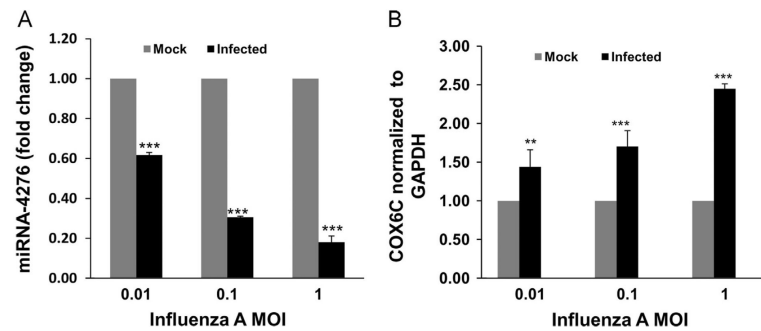 A
miRNA-4276 (fold change)
1.20
1.00
0.80
0.60
0.40
0.20
0.00
Mock Infected
***
***
***
0.01 0.1 1
Influenza A MOI
B
COX6C normalized to
GAPDH
3.00
2.50
2.00
1.50
1.00
0.50
0.00
Mock Infected
**
***
***
0.01 0.1 1
Influenza A MOI